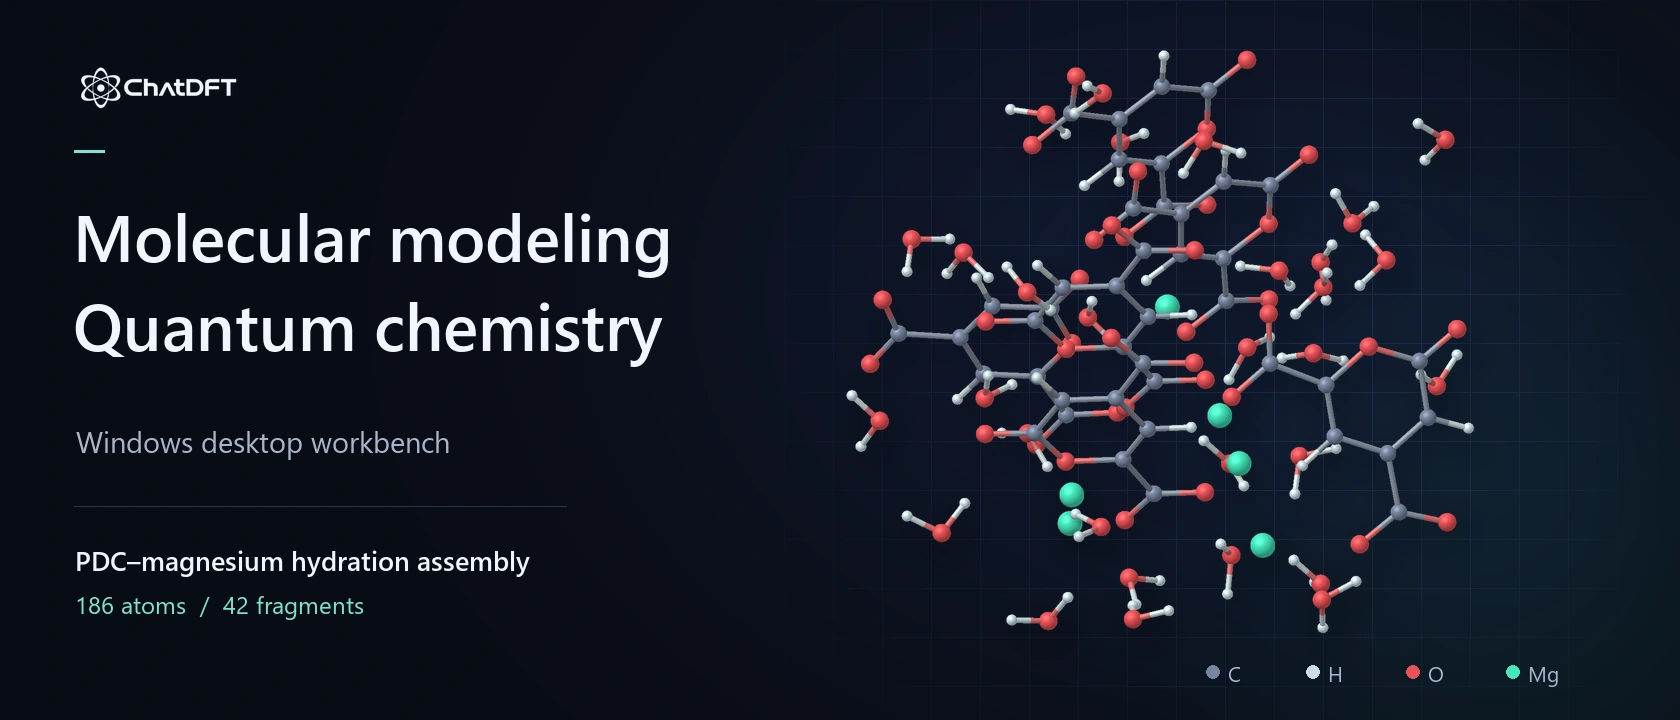 ChatDFT
Molecular modeling
Quantum chemistry
Windows desktop workbench
PDC–magnesium hydration assembly
186 atoms / 42 fragments
C H O Mg